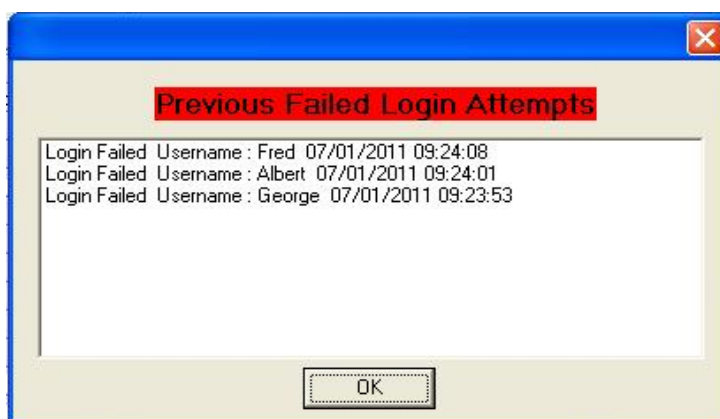 Previous Failed Login Attempts
Login Failed  Username : Fred  07/01/2011 09:24:08
Login Failed  Username : Albert  07/01/2011 09:24:01
Login Failed  Username : George  07/01/2011 09:23:53
OK